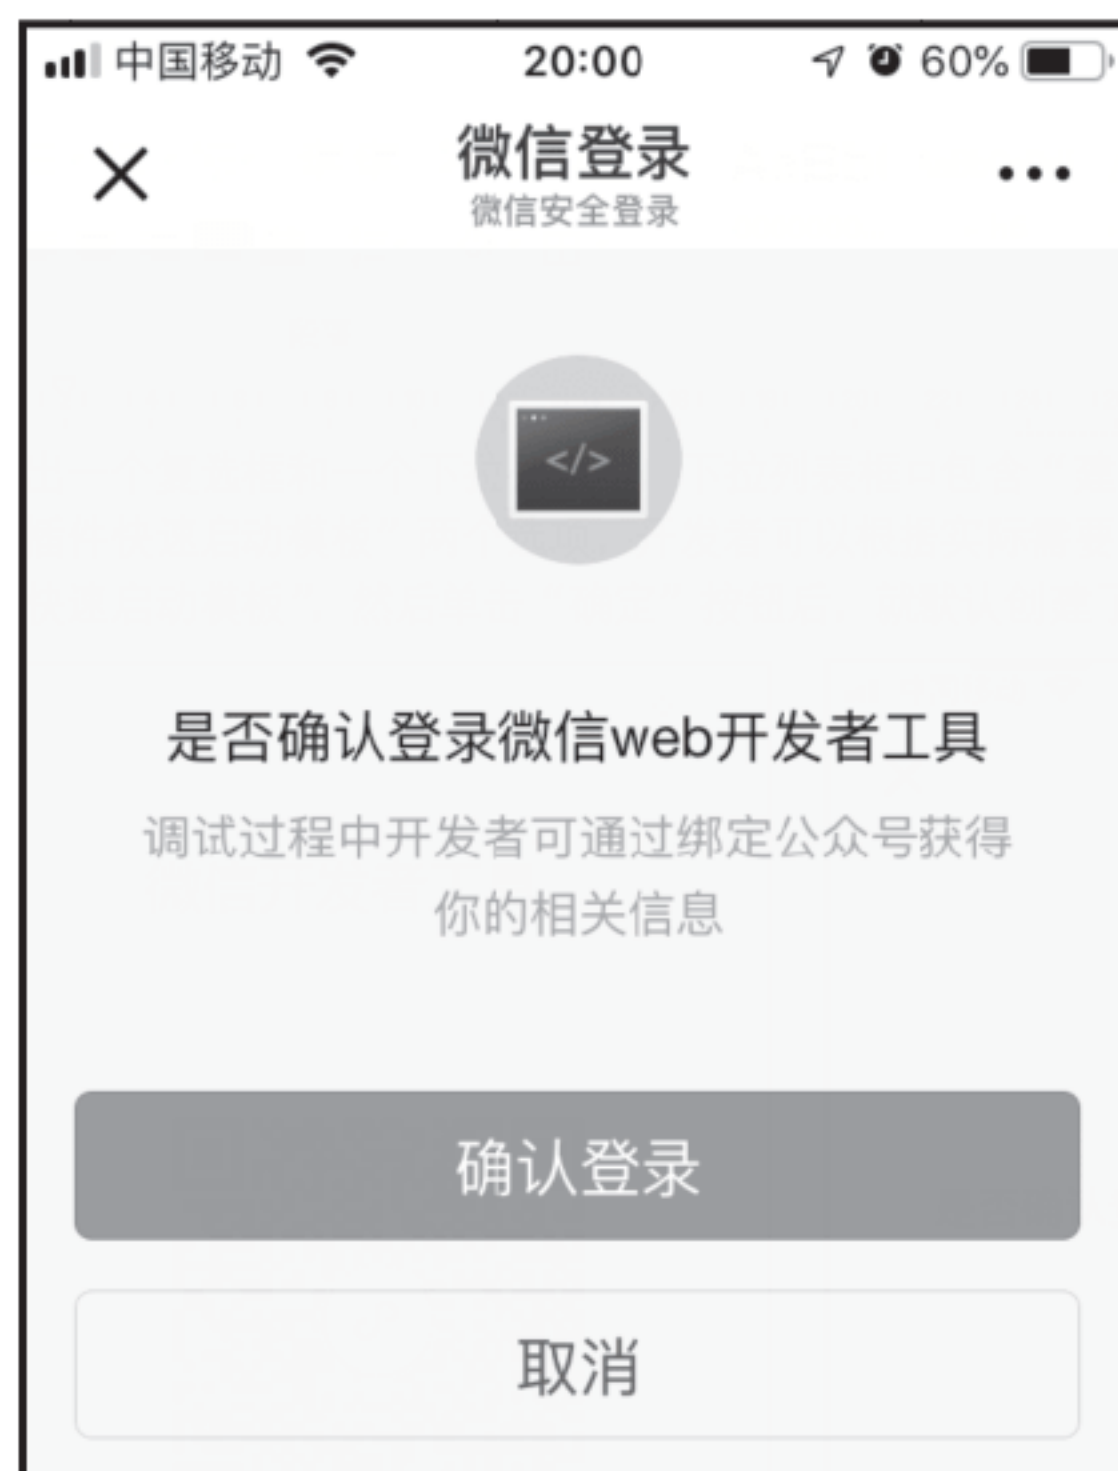 中国移动 20:00 60%
微信登录
微信安全登录
</>
是否确认登录微信web开发者工具
调试过程中开发者可通过绑定公众号获得
你的相关信息
确认登录
取消